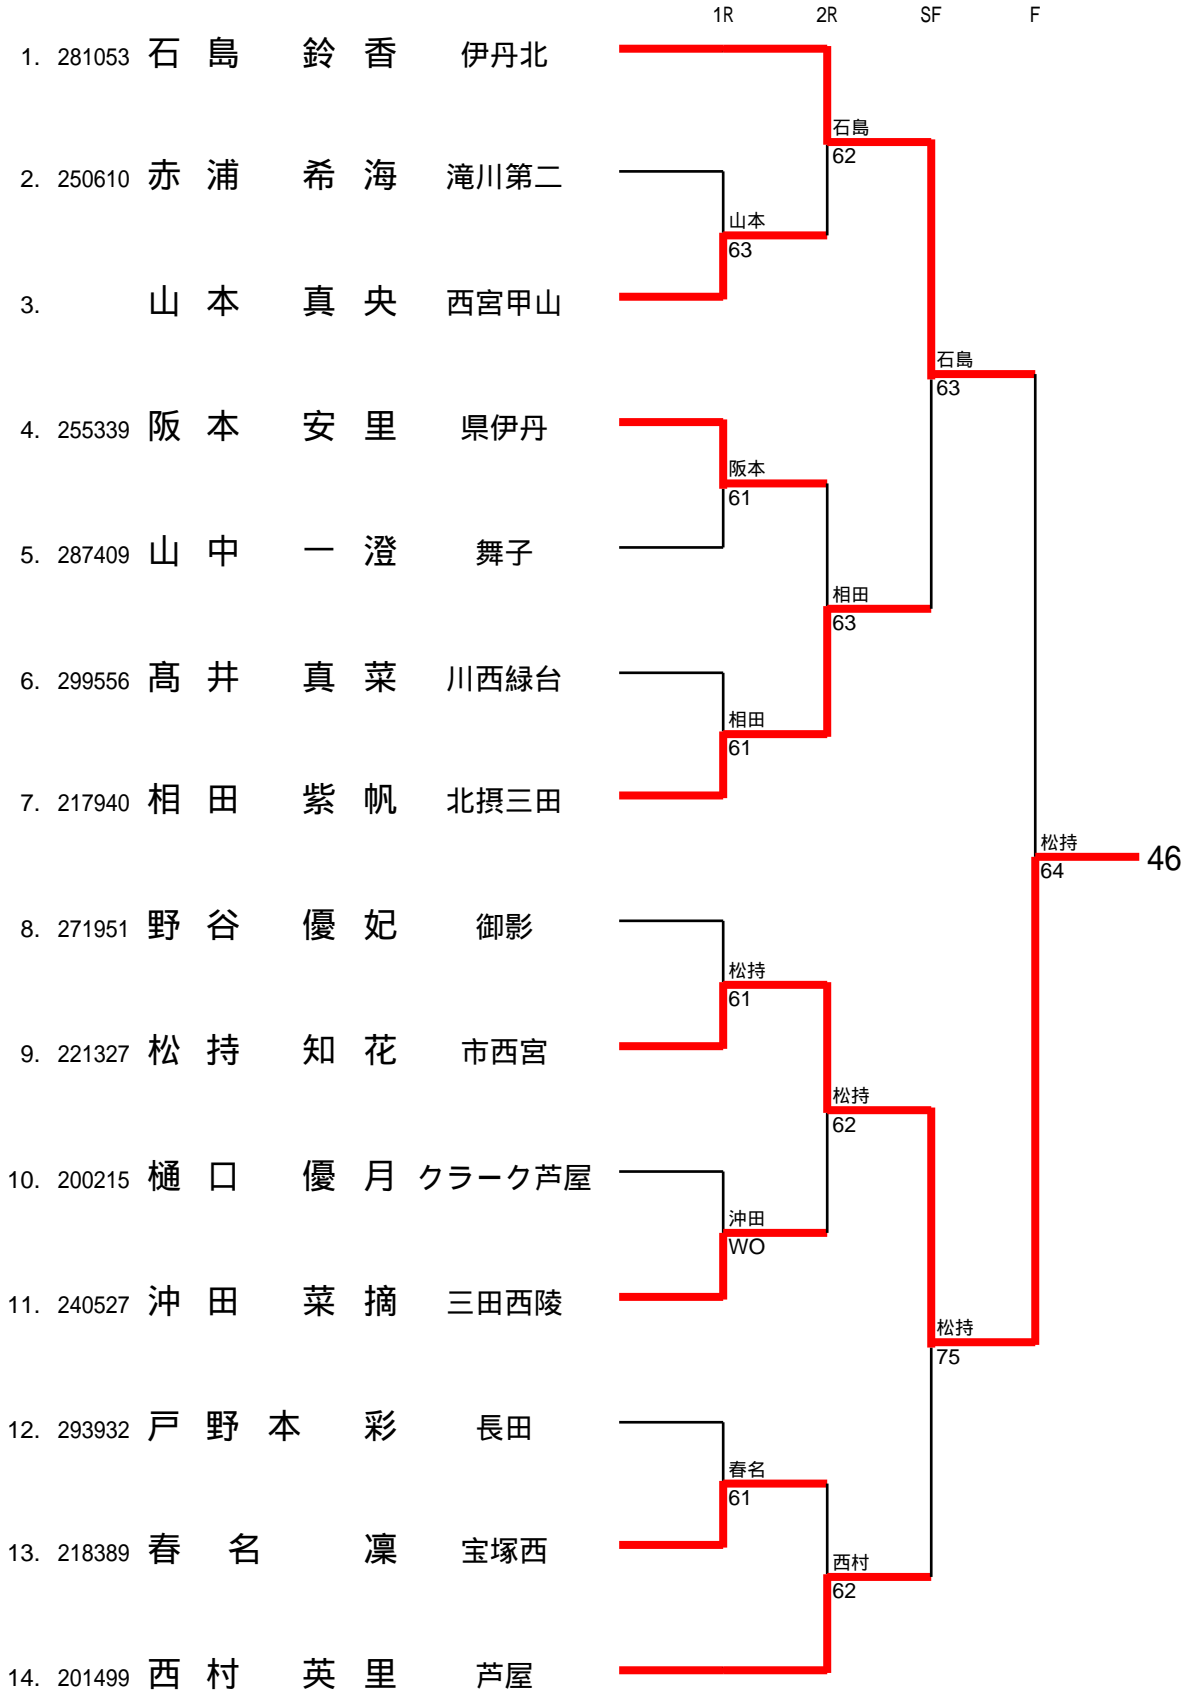 1R 2R SF F
1. 281053 石島 鈴香 伊丹北
石島
62
2. 250610 赤浦 希海 滝川第二
山本
63
3. 山本 真央 西宮甲山
石島
63
4. 255339 阪本 安里 県伊丹
阪本
61
5. 287409 山中 一澄 舞子
相田
63
6. 299556 髙井 真菜 川西緑台
相田
61
7. 217940 相田 紫帆 北摂三田
松持
64
46
8. 271951 野谷 優妃 御影
松持
61
9. 221327 松持 知花 市西宮
松持
62
10. 200215 樋口 優月 クラーク芦屋
沖田
WO
11. 240527 沖田 菜摘 三田西陵
松持
75
12. 293932 戸野本 彩 長田
春名
61
13. 218389 春名 凜 宝塚西
西村
62
14. 201499 西村 英里 芦屋